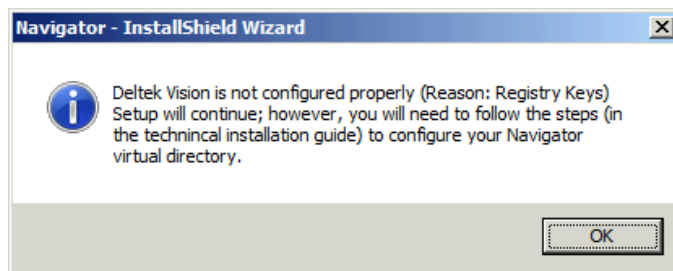 Navigator - InstallShield Wizard
Deltek Vision is not configured properly (Reason: Registry Keys)
Setup will continue; however, you will need to follow the steps (in
the technincal installation guide) to configure your Navigator
virtual directory.
OK